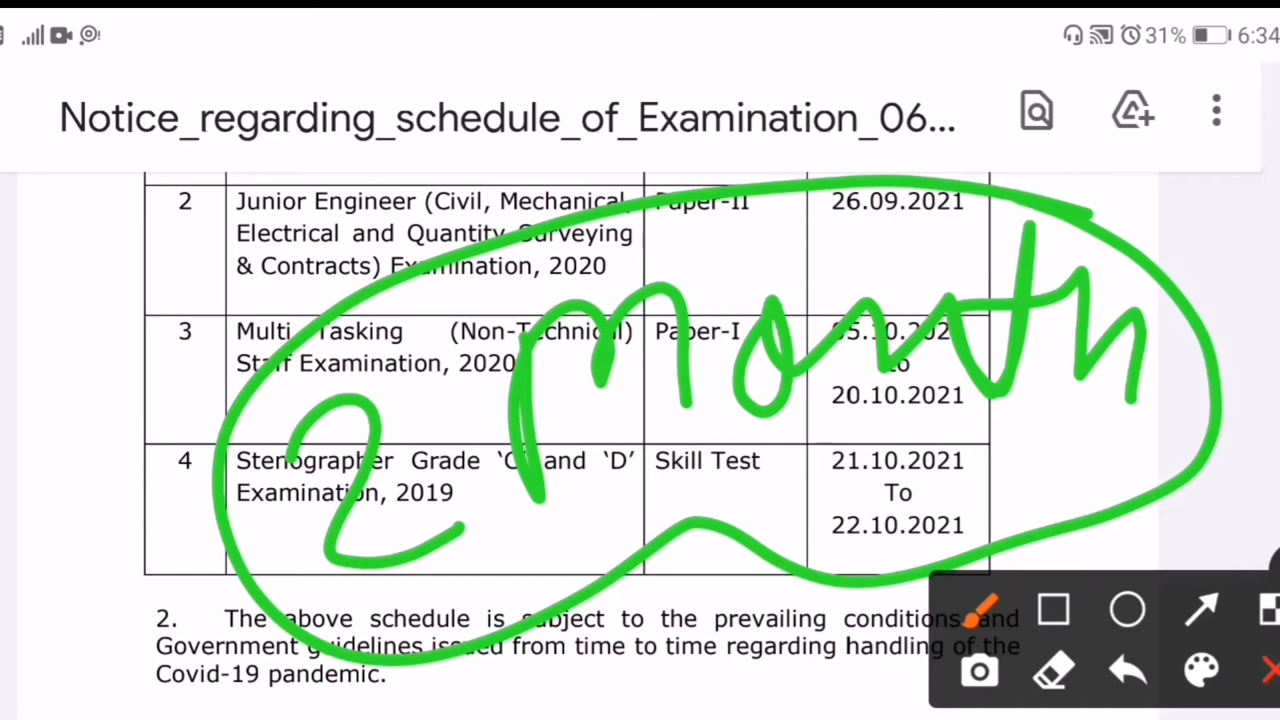 31% 6:34
Notice_regarding_schedule_of_Examination_06...
2 Junior Engineer (Civil, Mechanical, Paper-II 26.09.2021
Electrical and Quantity Surveying
& Contracts) Examination, 2020
3 Multi Tasking (Non-Technical) Paper-I 05.10.2021
Staff Examination, 2020 to
20.10.2021
2 Month
4 Stenographer Grade ‘C’ and ‘D’ Skill Test 21.10.2021
Examination, 2019 To
22.10.2021
2. The above schedule is subject to the prevailing conditions and
Government guidelines issued from time to time regarding handling of the
Covid-19 pandemic.